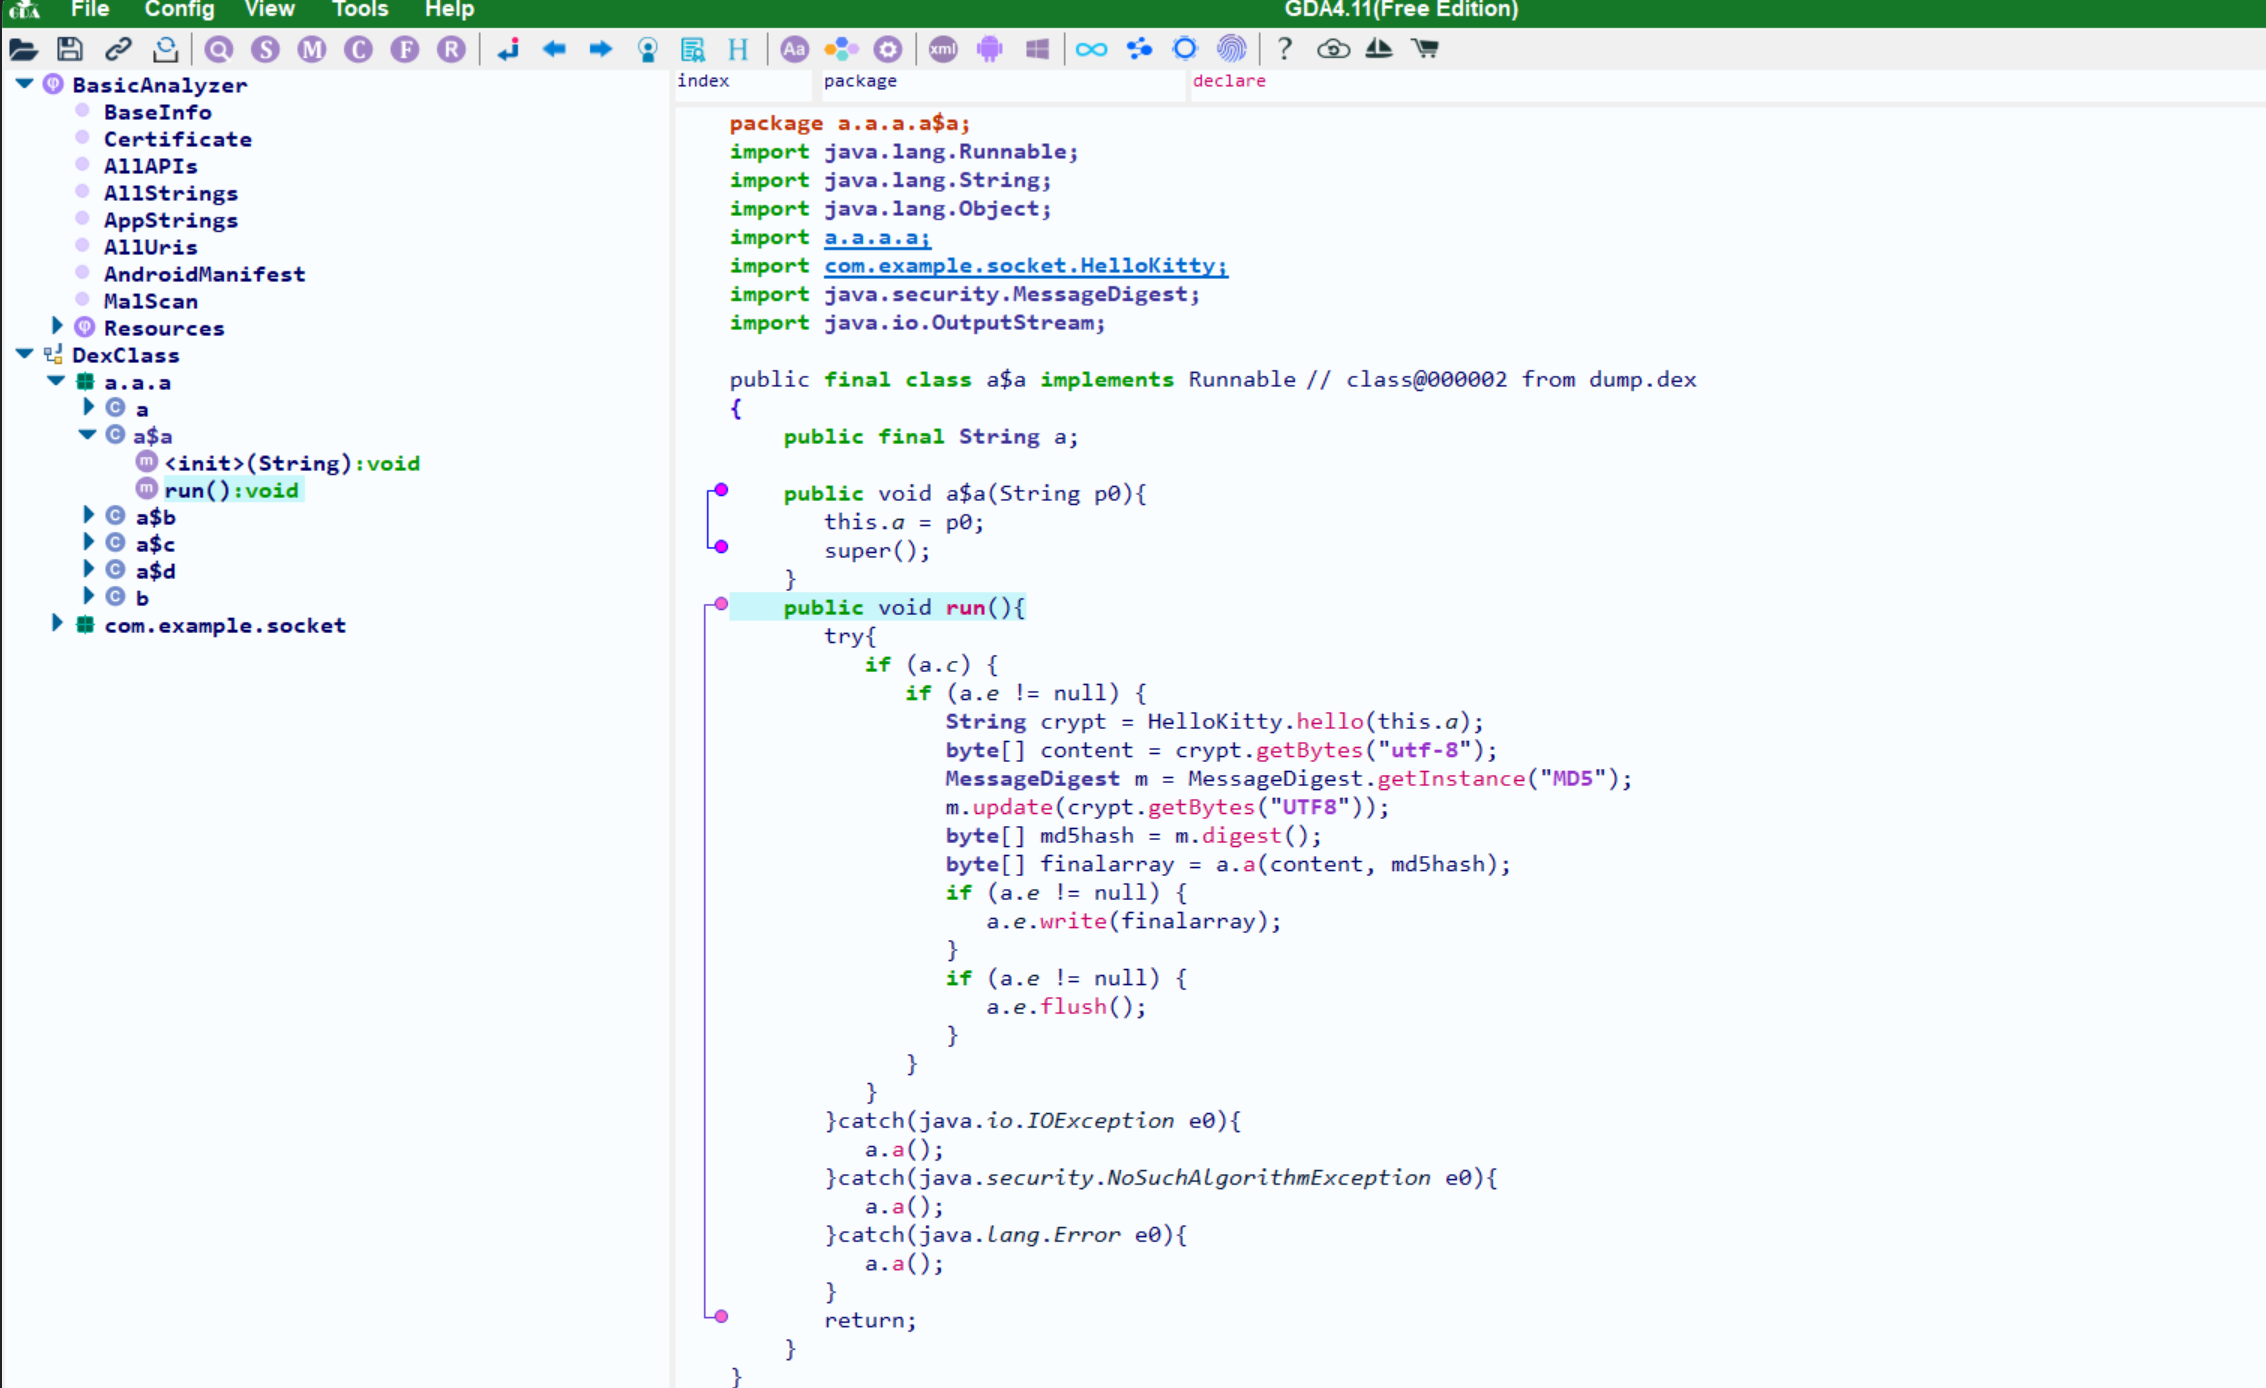 GDA File Config View Tools Help GDA4.11(Free Edition)
Q S M C F R H Aa xml ?
BasicAnalyzer
BaseInfo
Certificate
AllAPIs
AllStrings
AppStrings
AllUris
AndroidManifest
MalScan
Resources
DexClass
a.a.a
C a
C a$a
m <init>(String):void
m run():void
C a$b
C a$c
C a$d
C b
com.example.socket
index package declare
package a.a.a.a$a;
import java.lang.Runnable;
import java.lang.String;
import java.lang.Object;
import a.a.a.a;
import com.example.socket.HelloKitty;
import java.security.MessageDigest;
import java.io.OutputStream;
public final class a$a implements Runnable // class@000002 from dump.dex
{
public final String a;
public void a$a(String p0){
this.a = p0;
super();
}
public void run(){
try{
if (a.c) {
if (a.e != null) {
String crypt = HelloKitty.hello(this.a);
byte[] content = crypt.getBytes("utf-8");
MessageDigest m = MessageDigest.getInstance("MD5");
m.update(crypt.getBytes("UTF8"));
byte[] md5hash = m.digest();
byte[] finalarray = a.a(content, md5hash);
if (a.e != null) {
a.e.write(finalarray);
}
if (a.e != null) {
a.e.flush();
}
}
}
}catch(java.io.IOException e0){
a.a();
}catch(java.security.NoSuchAlgorithmException e0){
a.a();
}catch(java.lang.Error e0){
a.a();
}
return;
}
}